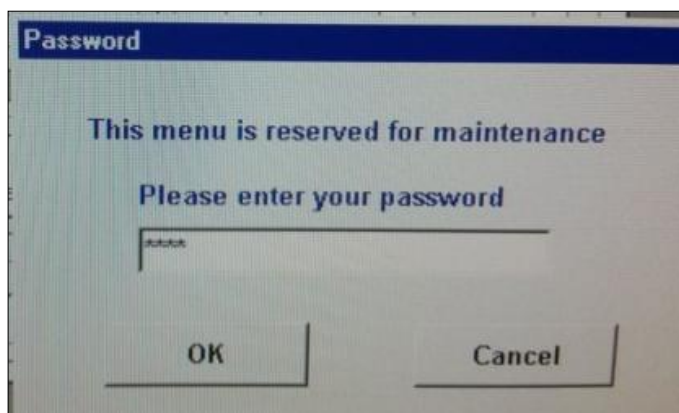 Password
This menu is reserved for maintenance
Please enter your password
****
OK
Cancel